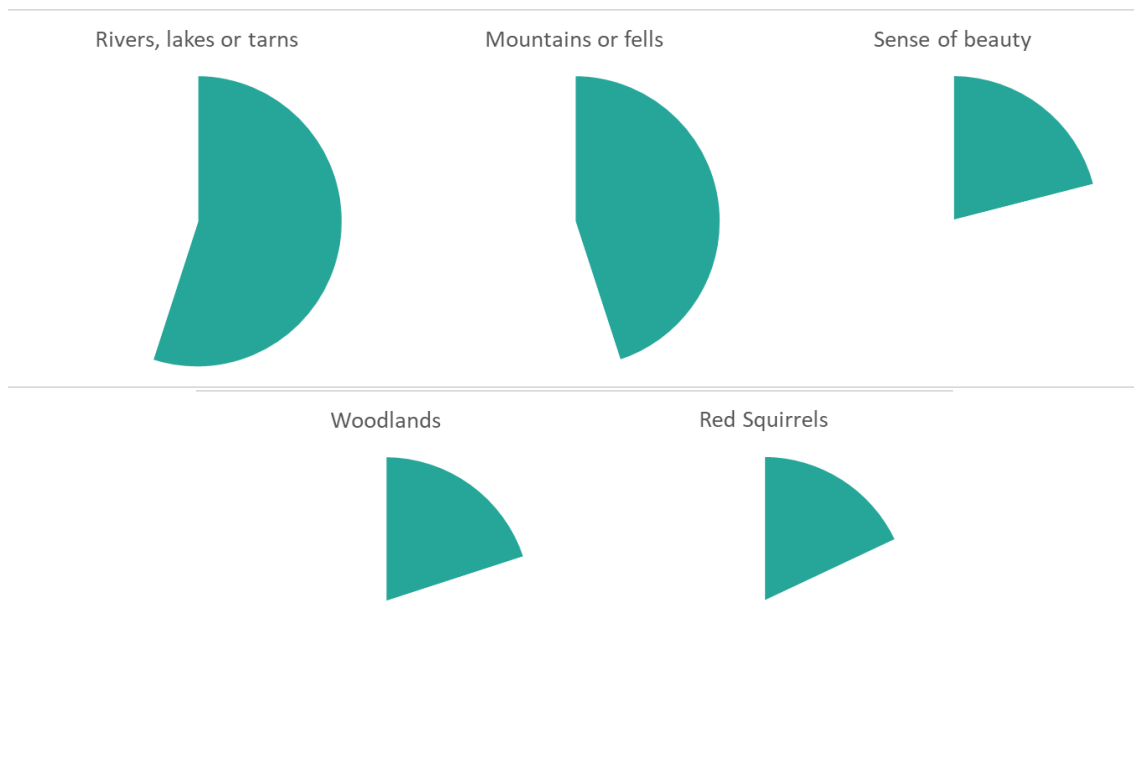 Rivers, lakes or tarns
Mountains or fells
Sense of beauty
Woodlands
Red Squirrels